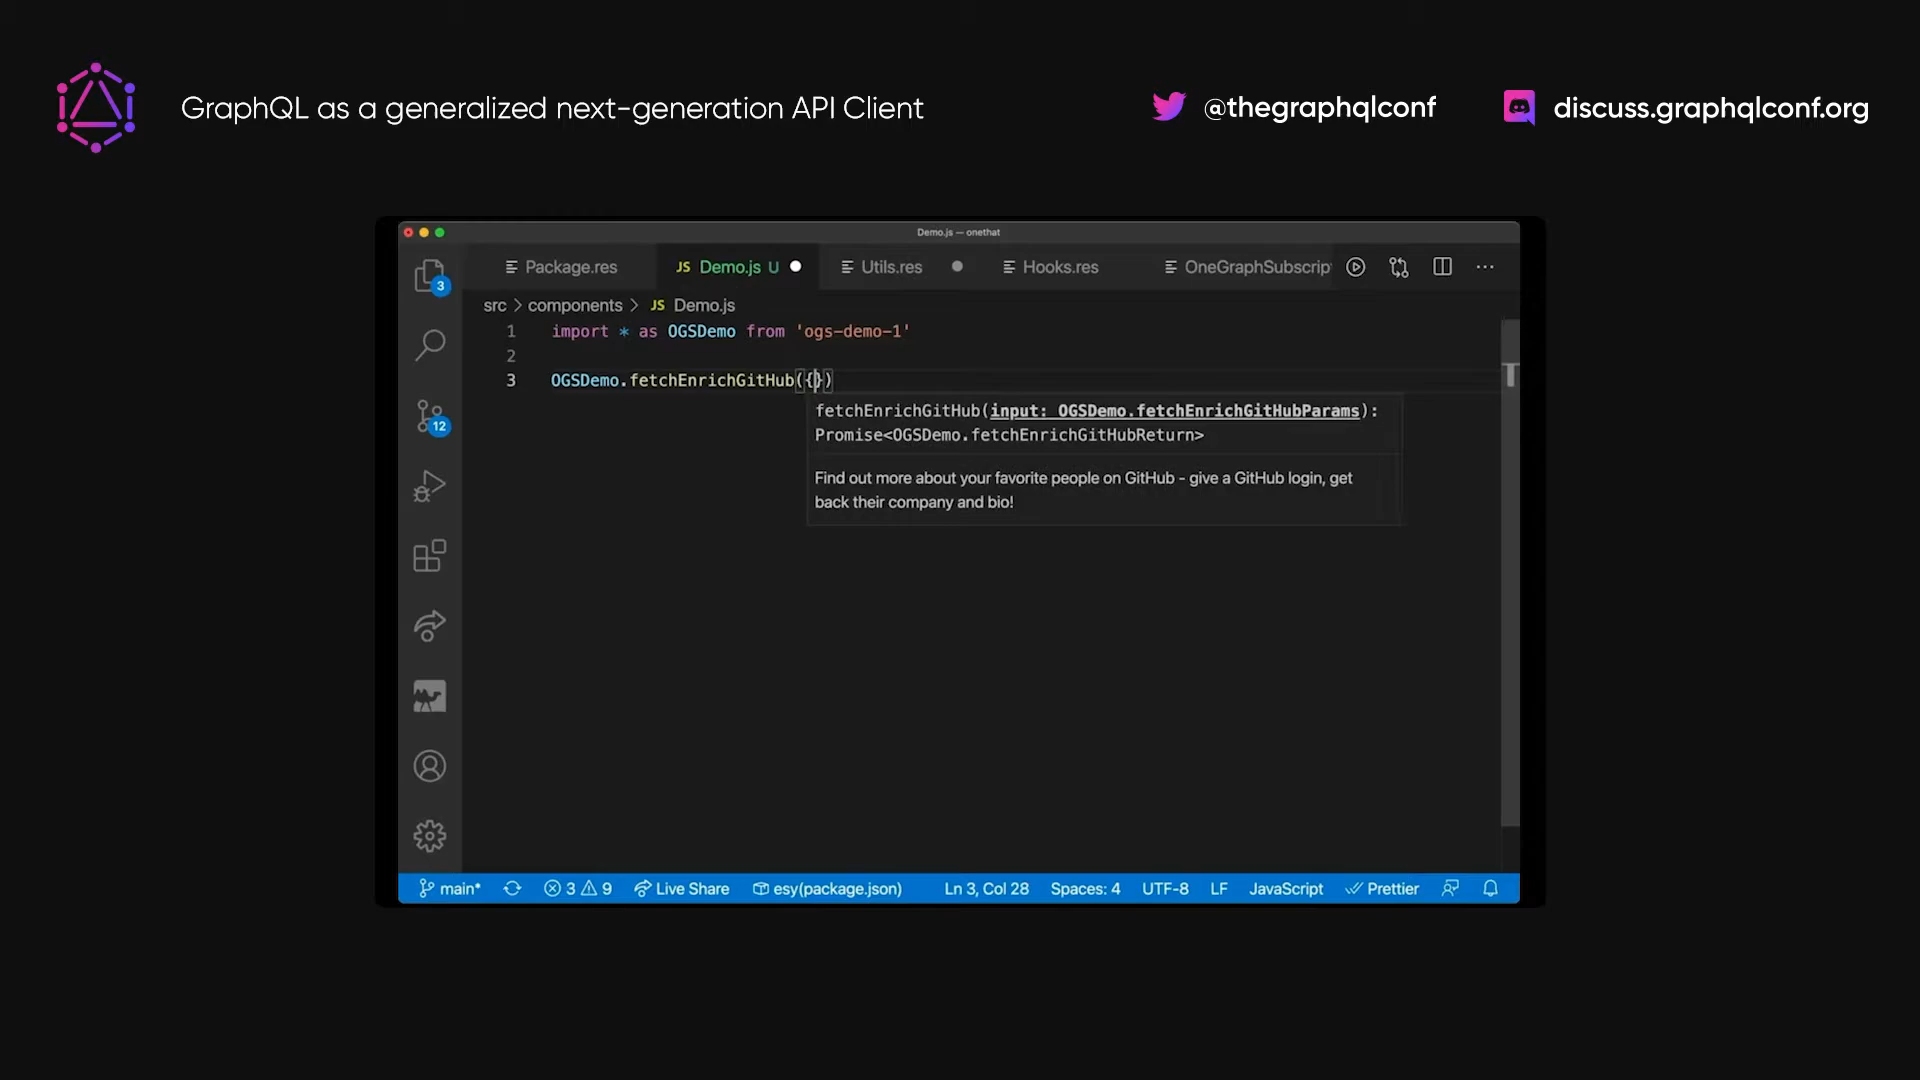 GraphQL as a generalized next-generation API Client
@thegraphqlconf
discuss.graphqlconf.org
Demo.js — onethat
Package.res
JS Demo.js U
Utils.res
Hooks.res
OneGraphSubscrip
src > components > JS Demo.js
1 import * as OGSDemo from 'ogs-demo-1'
2
3 OGSDemo.fetchEnrichGitHub({})
fetchEnrichGitHub(input: OGSDemo.fetchEnrichGitHubParams):
Promise<OGSDemo.fetchEnrichGitHubReturn>
Find out more about your favorite people on GitHub - give a GitHub login, get
back their company and bio!
3
12
main* 3 9 Live Share esy(package.json) Ln 3, Col 28 Spaces: 4 UTF-8 LF JavaScript Prettier